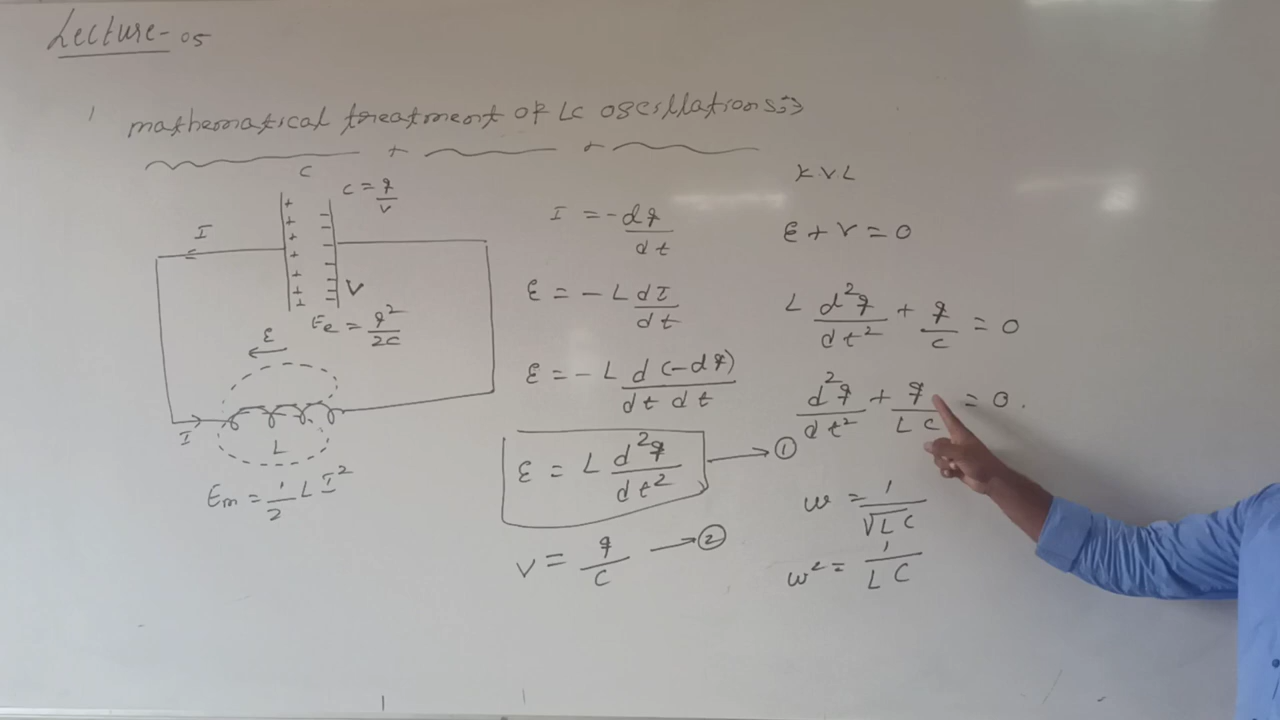 Lecture-05
mathematical treatment of LC oscillations:→
C
C = q/V
I
+ + + + + + +
V
Ee = q²/2C
ε
I
L
Em = 1/2 L I²
I = -dq/dt
ε = -L dI/dt
ε = -L d(-dq)/dt dt
ε = L d²q/dt² → ①
V = q/C → ②
KVL
ε + V = 0
L d²q/dt² + q/C = 0
d²q/dt² + q/LC = 0.
w = 1/√LC
w² = 1/LC